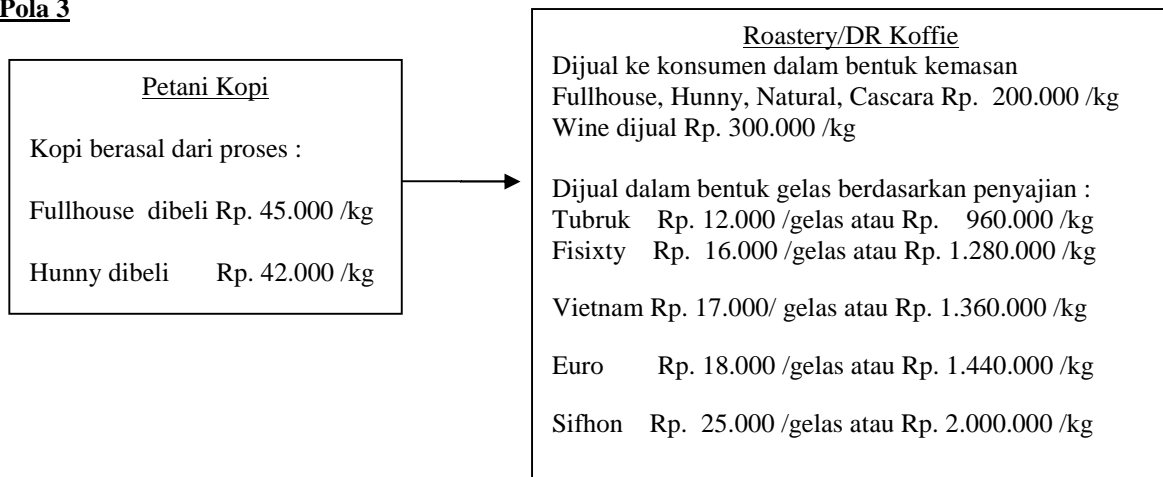 Pola 3
Petani Kopi
Kopi berasal dari proses :
Fullhouse dibeli Rp. 45.000 /kg
Hunny dibeli Rp. 42.000 /kg
Roastery/DR Koffie
Dijual ke konsumen dalam bentuk kemasan
Fullhouse, Hunny, Natural, Cascara Rp. 200.000 /kg
Wine dijual Rp. 300.000 /kg
Dijual dalam bentuk gelas berdasarkan penyajian :
Tubruk Rp. 12.000 /gelas atau Rp. 960.000 /kg
Fisixty Rp. 16.000 /gelas atau Rp. 1.280.000 /kg
Vietnam Rp. 17.000/ gelas atau Rp. 1.360.000 /kg
Euro Rp. 18.000 /gelas atau Rp. 1.440.000 /kg
Sifhon Rp. 25.000 /gelas atau Rp. 2.000.000 /kg